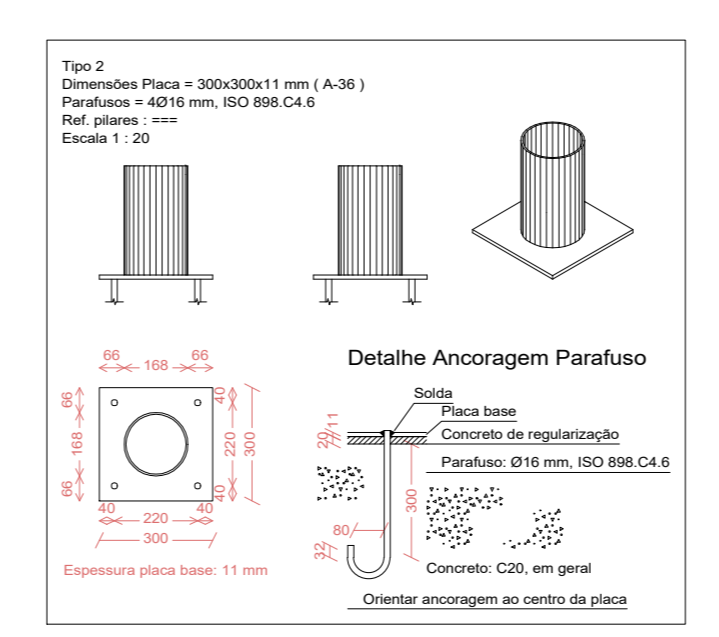 Tipo 2
Dimensões Placa = 300x300x11 mm ( A-36 )
Parafusos = 4Ø16 mm, ISO 898.C4.6
Ref. pilares : ===
Escala 1 : 20
66
168
66
66
168
66
40
220
40
300
40
220
40
300
Espessura placa base: 11 mm
Detalhe Ancoragem Parafuso
Solda
Placa base
Concreto de regularização
Parafuso: Ø16 mm, ISO 898.C4.6
20
11
300
80
32
Concreto: C20, em geral
Orientar ancoragem ao centro da placa